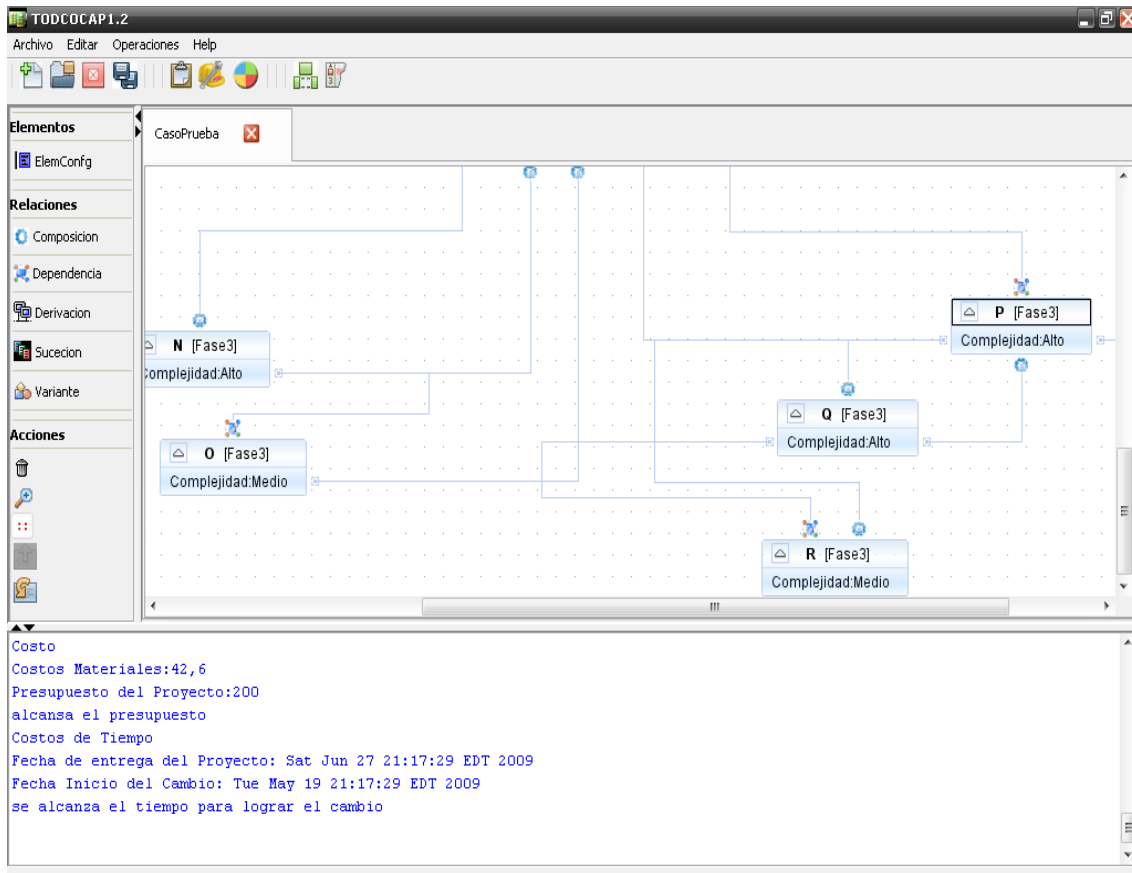 TODCOCAP1.2
Archivo Editar Operaciones Help
Elementos
ElemConfg
Relaciones
Composicion
Dependencia
Derivacion
Sucecion
Variante
Acciones
CasoPrueba
P [Fase3]
Complejidad:Alto
N [Fase3]
Complejidad:Alto
Q [Fase3]
Complejidad:Alto
O [Fase3]
Complejidad:Medio
R [Fase3]
Complejidad:Medio
Costo
Costos Materiales:42,6
Presupuesto del Proyecto:200
alcansa el presupuesto
Costos de Tiempo
Fecha de entrega del Proyecto: Sat Jun 27 21:17:29 EDT 2009
Fecha Inicio del Cambio: Tue May 19 21:17:29 EDT 2009
se alcanza el tiempo para lograr el cambio